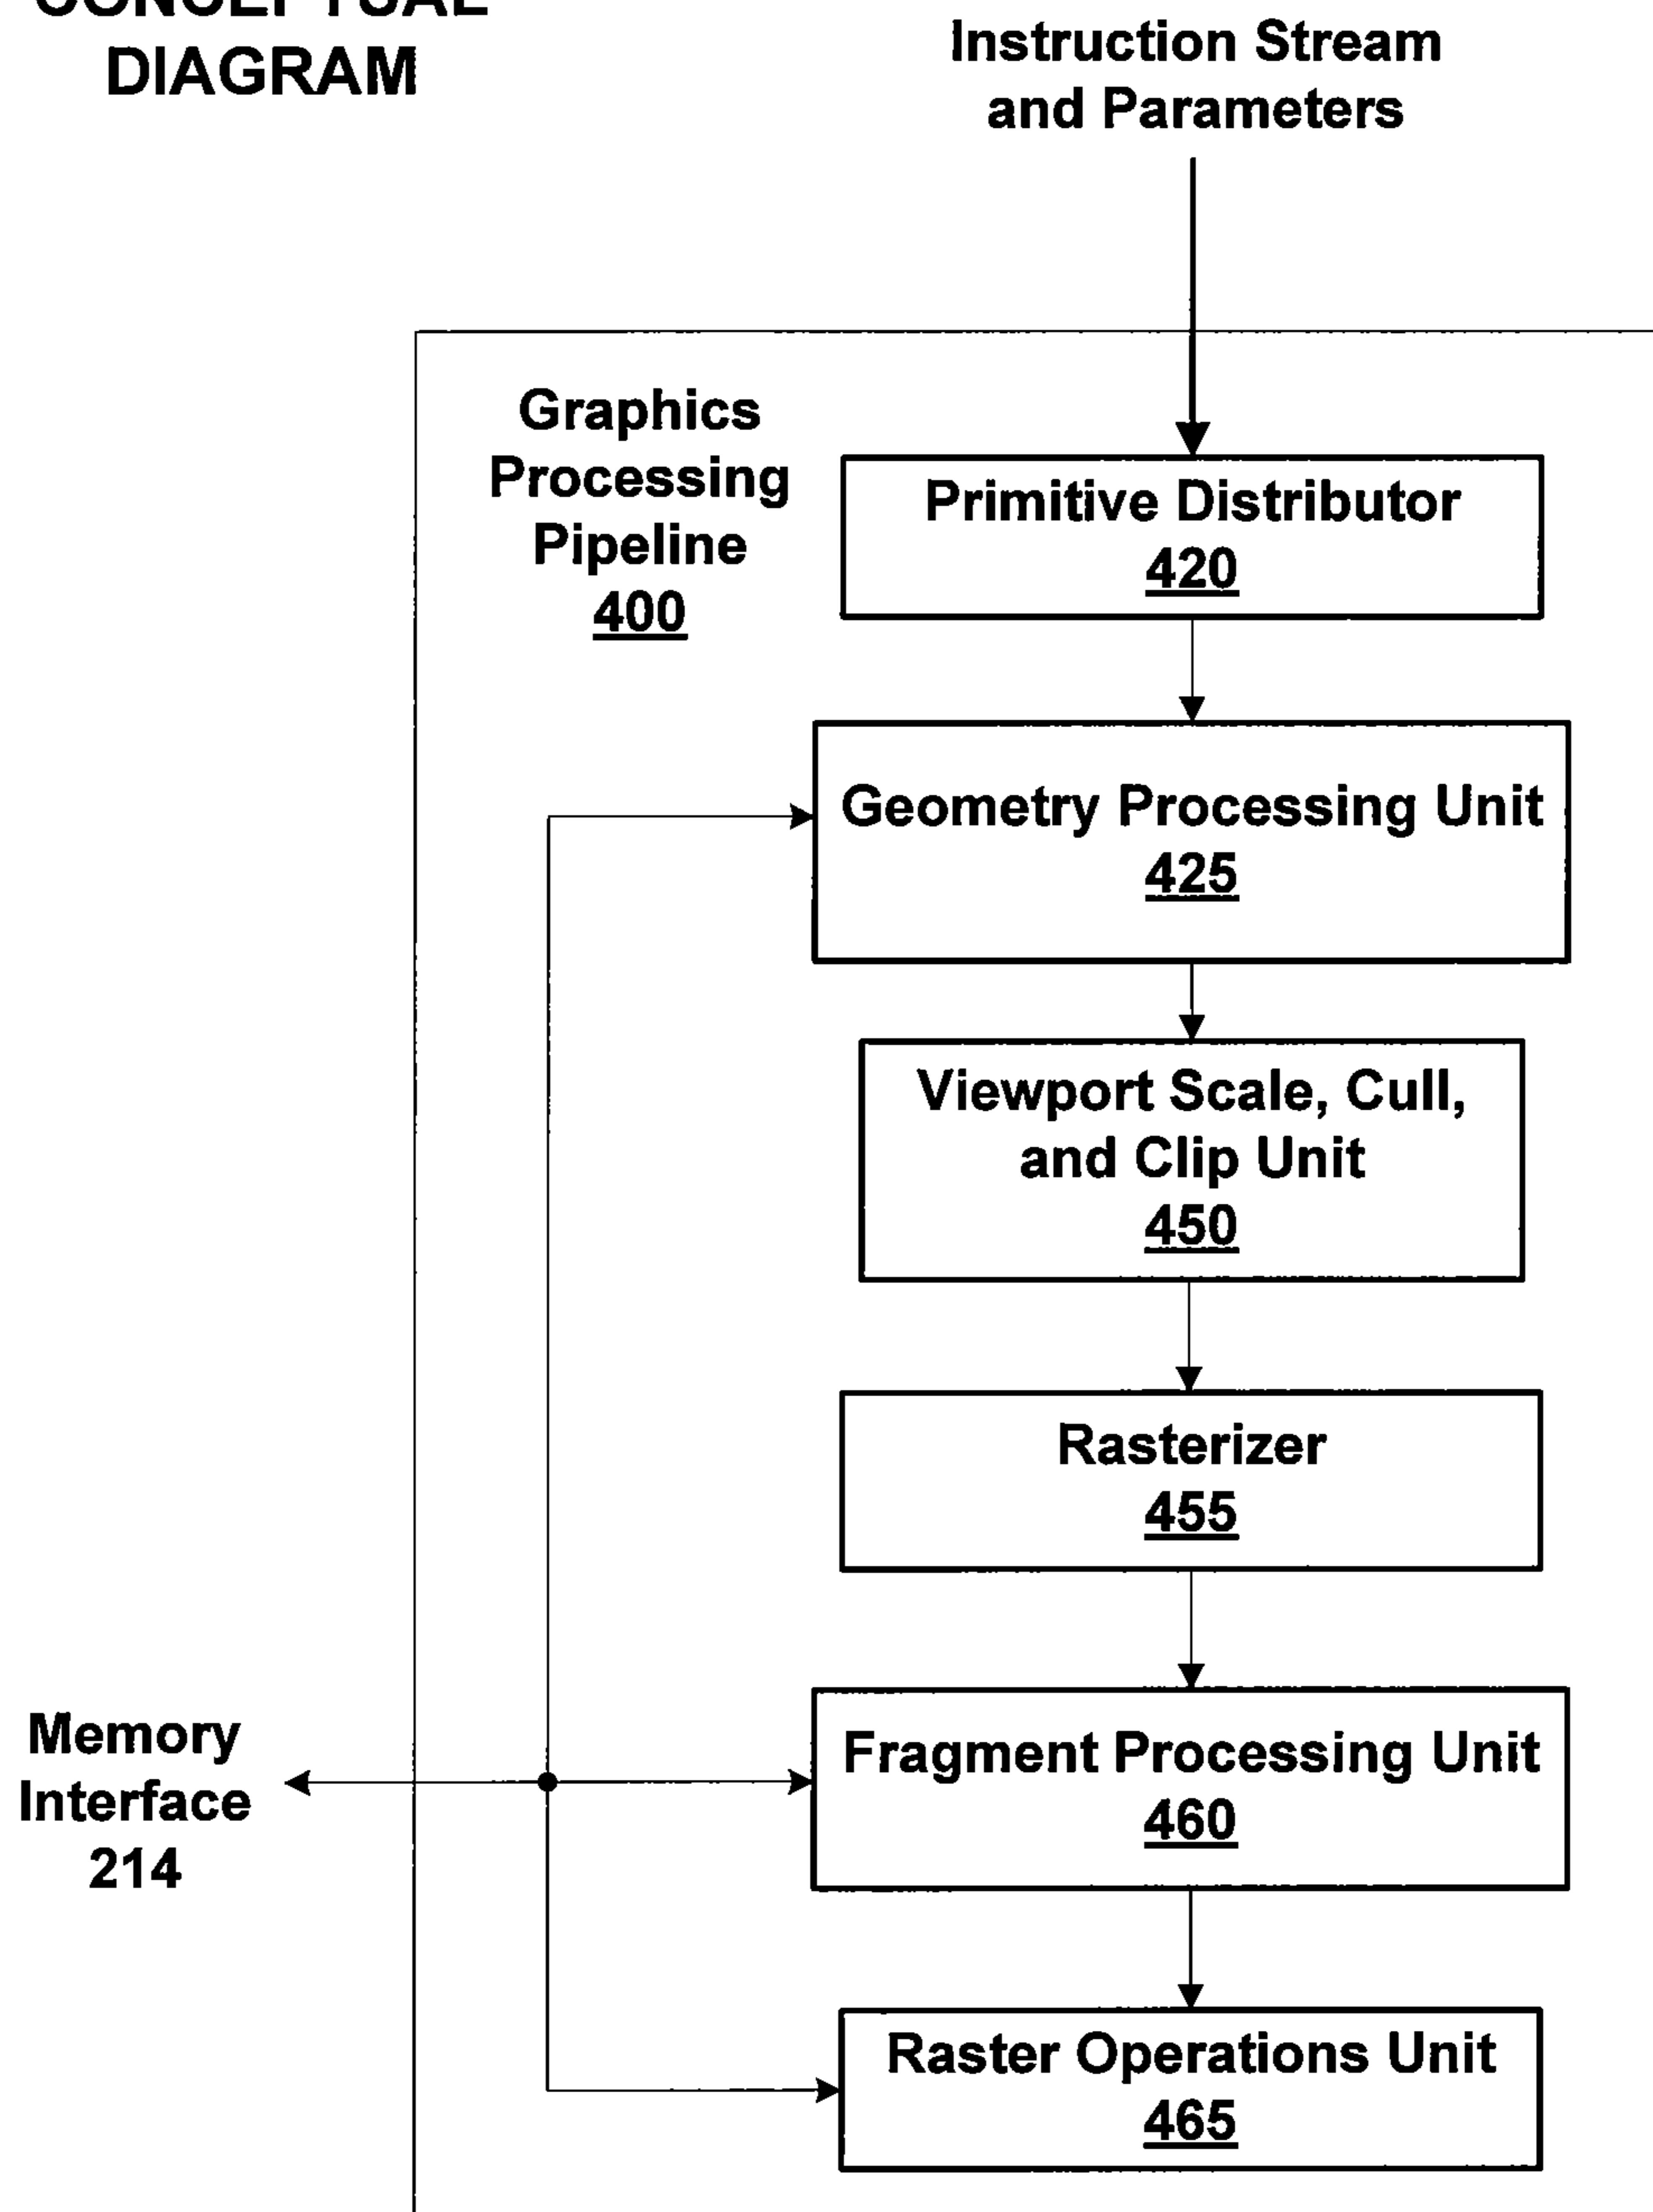 CONCEPTUAL
DIAGRAM
Instruction Stream
and Parameters
Graphics
Processing
Pipeline
400
Primitive Distributor
420
Geometry Processing Unit
425
Viewport Scale, Cull,
and Clip Unit
450
Rasterizer
455
Memory
Interface
214
Fragment Processing Unit
460
Raster Operations Unit
465